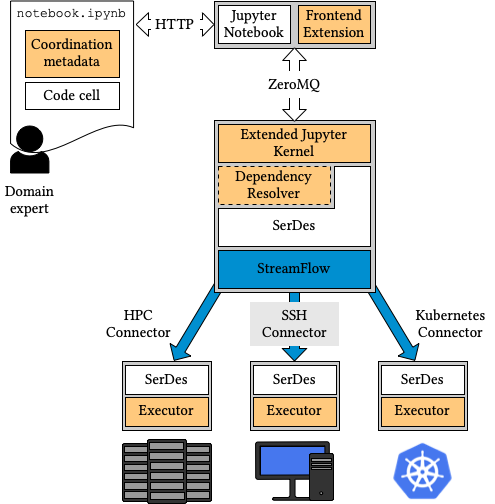 notebook.ipynb
Coordination
metadata
Code cell
Domain
expert
HTTP
Jupyter
Notebook
Frontend
Extension
ZeroMQ
Extended Jupyter
Kernel
Dependency
Resolver
SerDes
StreamFlow
HPC
Connector
SSH
Connector
Kubernetes
Connector
SerDes
Executor
SerDes
Executor
SerDes
Executor